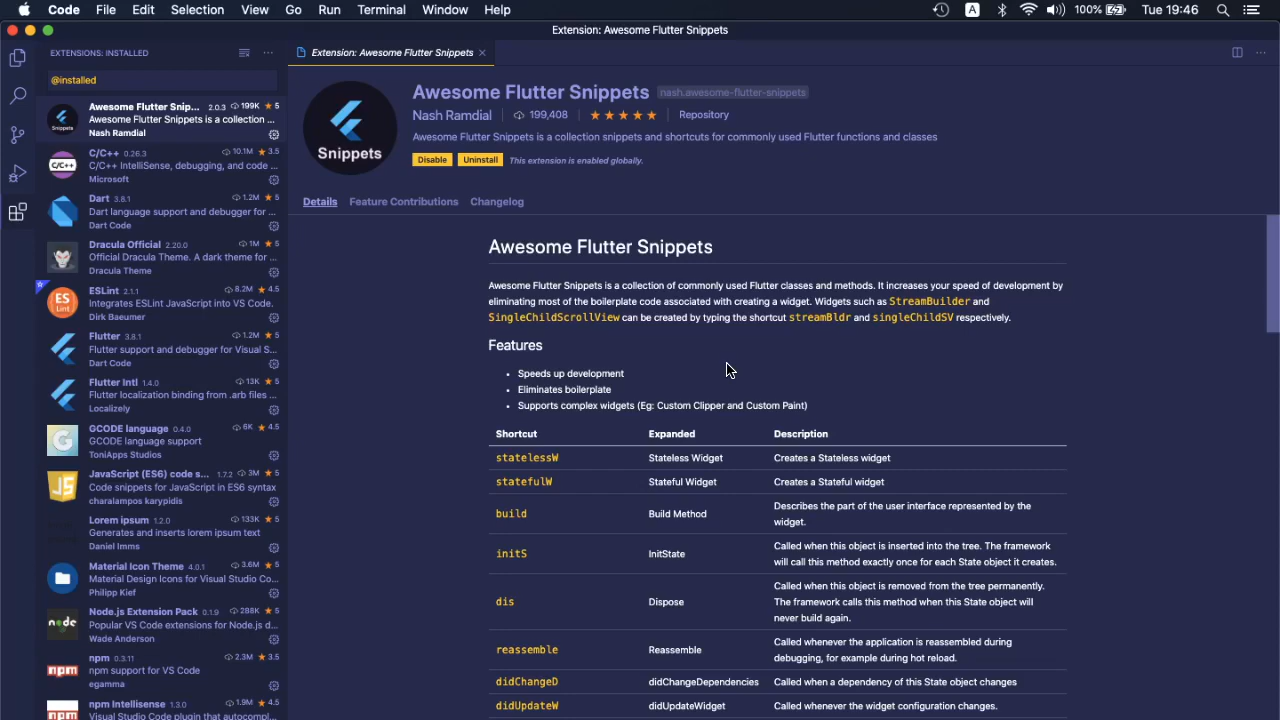 Code File Edit Selection View Go Run Terminal Window Help A 100% Tue 19:46
Extension: Awesome Flutter Snippets
EXTENSIONS: INSTALLED
@installed
Awesome Flutter Snip... 2.0.3 199K 5
Awesome Flutter Snippets is a collection ...
Nash Ramdial
C/C++ 0.26.3 10.1M 3.5
C/C++ IntelliSense, debugging, and code ...
Microsoft
Dart 3.8.1 1.2M 5
Dart language support and debugger for ...
Dart Code
Dracula Official 2.20.0 1M 5
Official Dracula Theme. A dark theme for ...
Dracula Theme
ESLint 2.1.1 8.2M 4.5
Integrates ESLint JavaScript into VS Code.
Dirk Baeumer
Flutter 3.8.1 1.2M 5
Flutter support and debugger for Visual S...
Dart Code
Flutter Intl 1.4.0 13K 5
Flutter localization binding from .arb files ...
Localizely
GCODE language 0.4.0 6K 4.5
GCODE language support
ToniApps Studios
JavaScript (ES6) code s... 1.7.2 3M 5
Code snippets for JavaScript in ES6 syntax
charalampos karypidis
Lorem ipsum 1.2.0 133K 5
Generates and inserts lorem ipsum text
Daniel Imms
Material Icon Theme 4.0.1 3.6M 5
Material Design Icons for Visual Studio Co...
Philipp Kief
Node.js Extension Pack 0.1.9 288K 5
Popular VS Code extensions for Node.js d...
Wade Anderson
npm 0.3.11 2.3M 3.5
npm support for VS Code
egamma
npm Intellisense 1.3.0 1.9M 4.5
Visual Studio Code plugin that autocompl...
Extension: Awesome Flutter Snippets
Snippets
Awesome Flutter Snippets nash.awesome-flutter-snippets
Nash Ramdial 199,408 Repository
Awesome Flutter Snippets is a collection snippets and shortcuts for commonly used Flutter functions and classes
Disable Uninstall This extension is enabled globally.
Details Feature Contributions Changelog
Awesome Flutter Snippets
Awesome Flutter Snippets is a collection of commonly used Flutter classes and methods. It increases your speed of development by
eliminating most of the boilerplate code associated with creating a widget. Widgets such as StreamBuilder and
SingleChildScrollView can be created by typing the shortcut streamBldr and singleChildSV respectively.
Features
• Speeds up development
• Eliminates boilerplate
• Supports complex widgets (Eg: Custom Clipper and Custom Paint)
Shortcut Expanded Description
statelessW Stateless Widget Creates a Stateless widget
statefulW Stateful Widget Creates a Stateful widget
build Build Method Describes the part of the user interface represented by the
widget.
initS InitState Called when this object is inserted into the tree. The framework
will call this method exactly once for each State object it creates.
dis Dispose Called when this object is removed from the tree permanently.
The framework calls this method when this State object will
never build again.
reassemble Reassemble Called whenever the application is reassembled during
debugging, for example during hot reload.
didChangeD didChangeDependencies Called when a dependency of this State object changes
didUpdateW didUpdateWidget Called whenever the widget configuration changes.